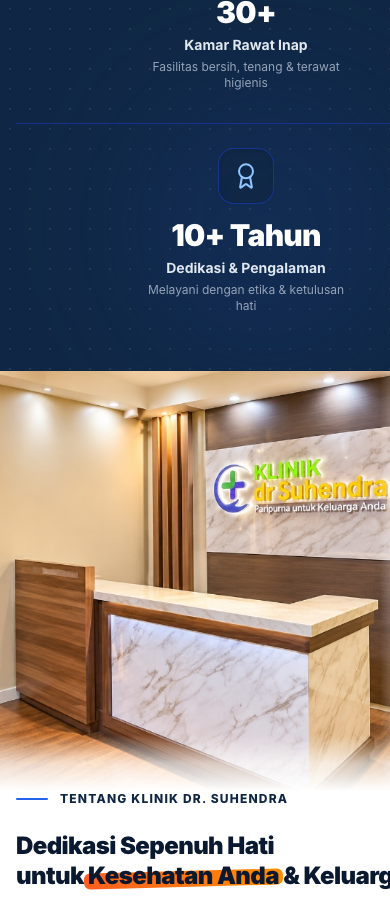 30+
Kamar Rawat Inap
Fasilitas bersih, tenang & terawat
higienis
10+ Tahun
Dedikasi & Pengalaman
Melayani dengan etika & ketulusan
hati
KLINIK
dr Suhendra
Paripurna untuk Keluarga Anda
TENTANG KLINIK DR. SUHENDRA
Dedikasi Sepenuh Hati
untuk Kesehatan Anda & Keluarg